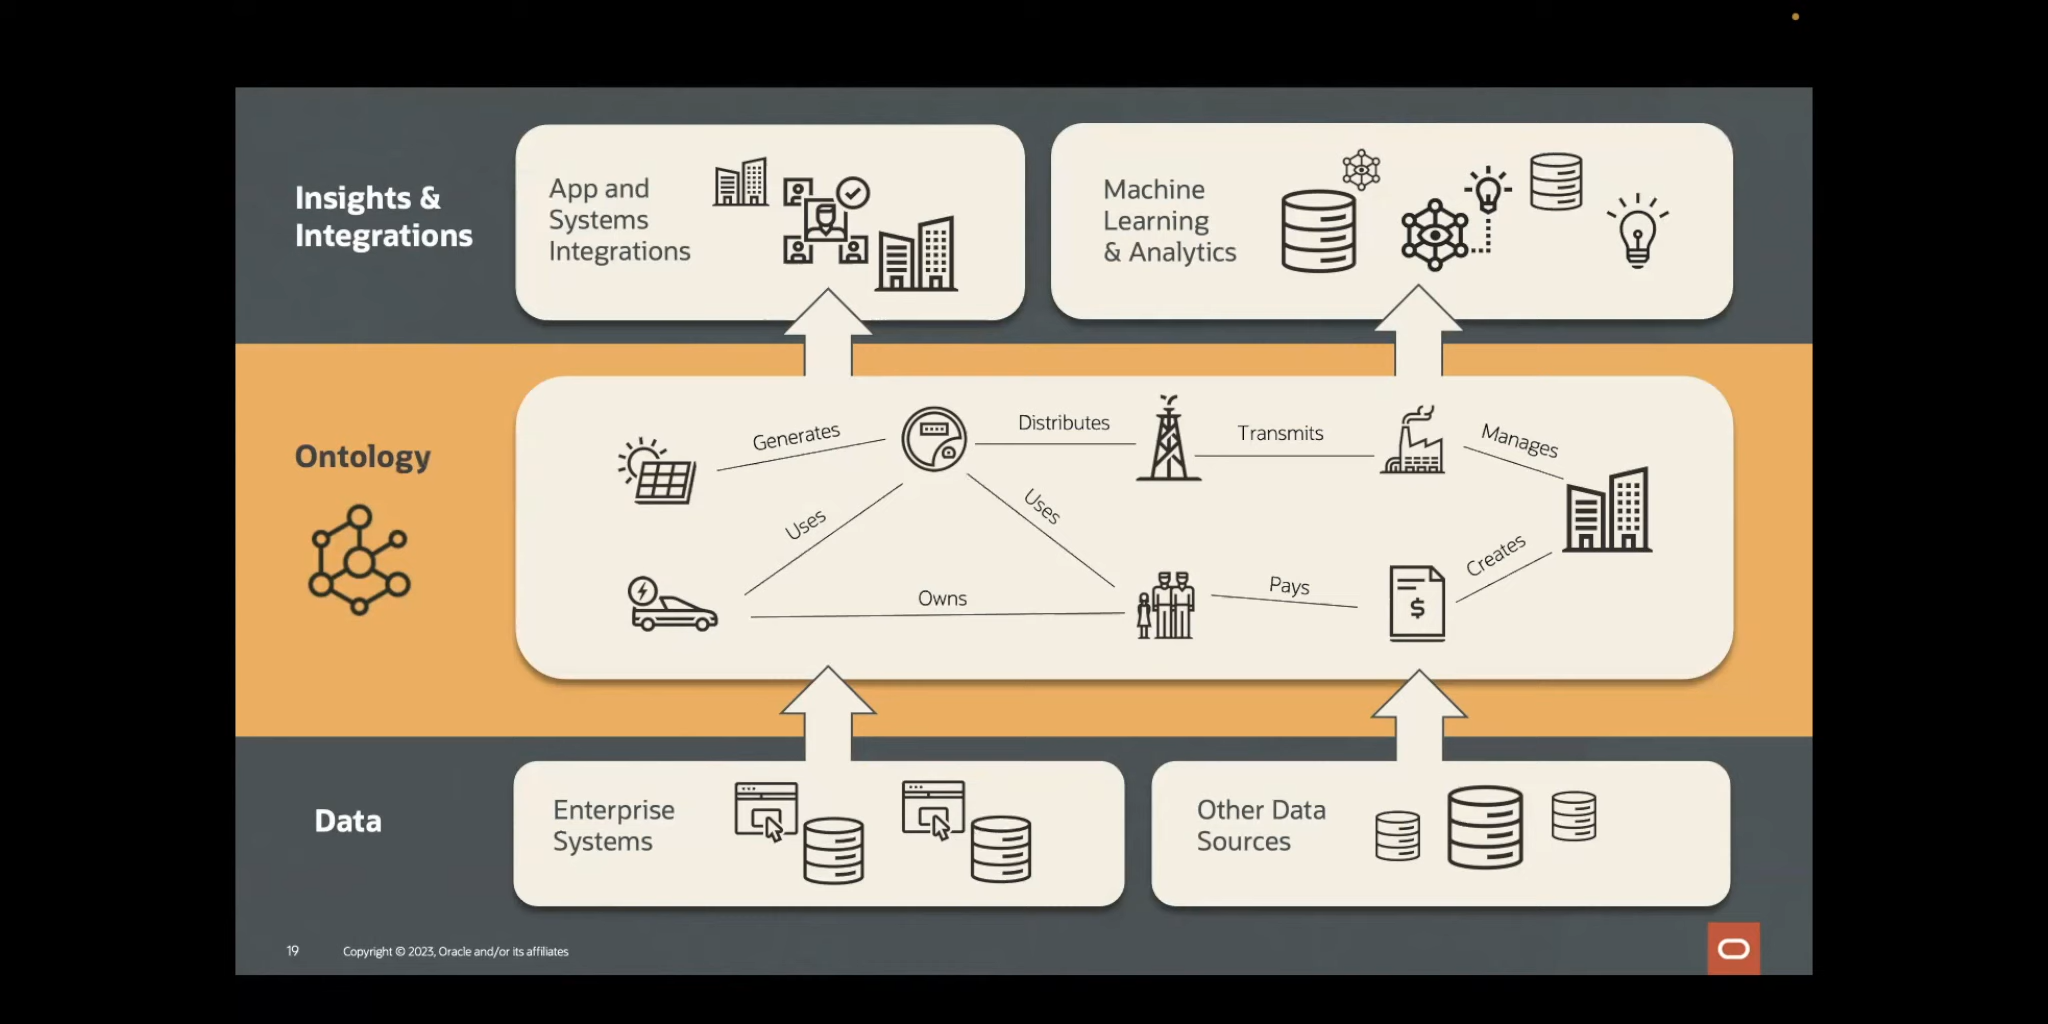 Insights &
Integrations
App and
Systems
Integrations
Machine
Learning
& Analytics
Ontology
Generates
Distributes
Transmits
Manages
Uses
Uses
Creates
Owns
Pays
$
Data
Enterprise
Systems
Other Data
Sources
19
Copyright © 2023, Oracle and/or its affiliates